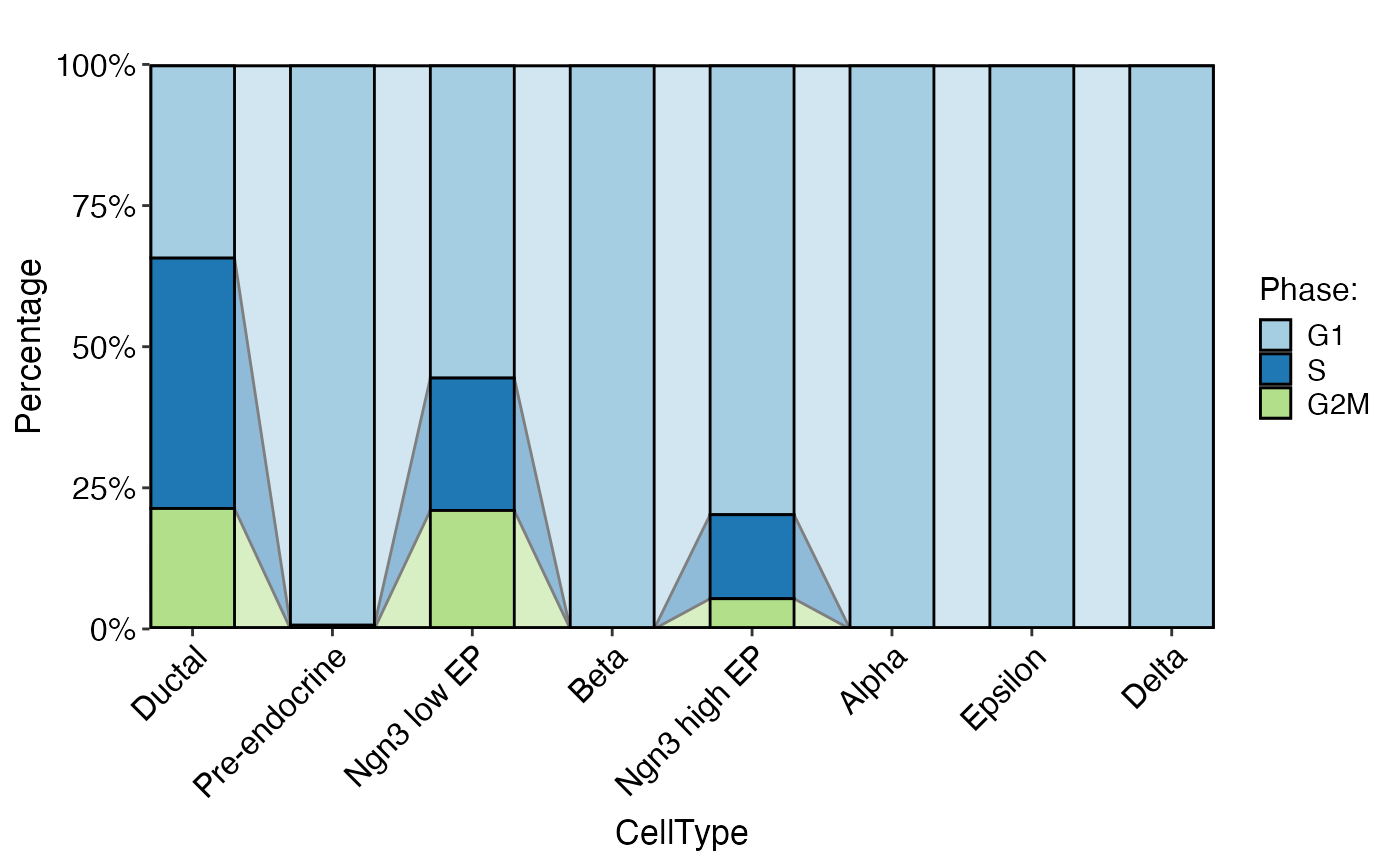 100%
75%
50%
25%
0%
Percentage
Ductal
Pre-endocrine
Ngn3 low EP
Beta
Ngn3 high EP
Alpha
Epsilon
Delta
CellType
Phase:
G1
S
G2M